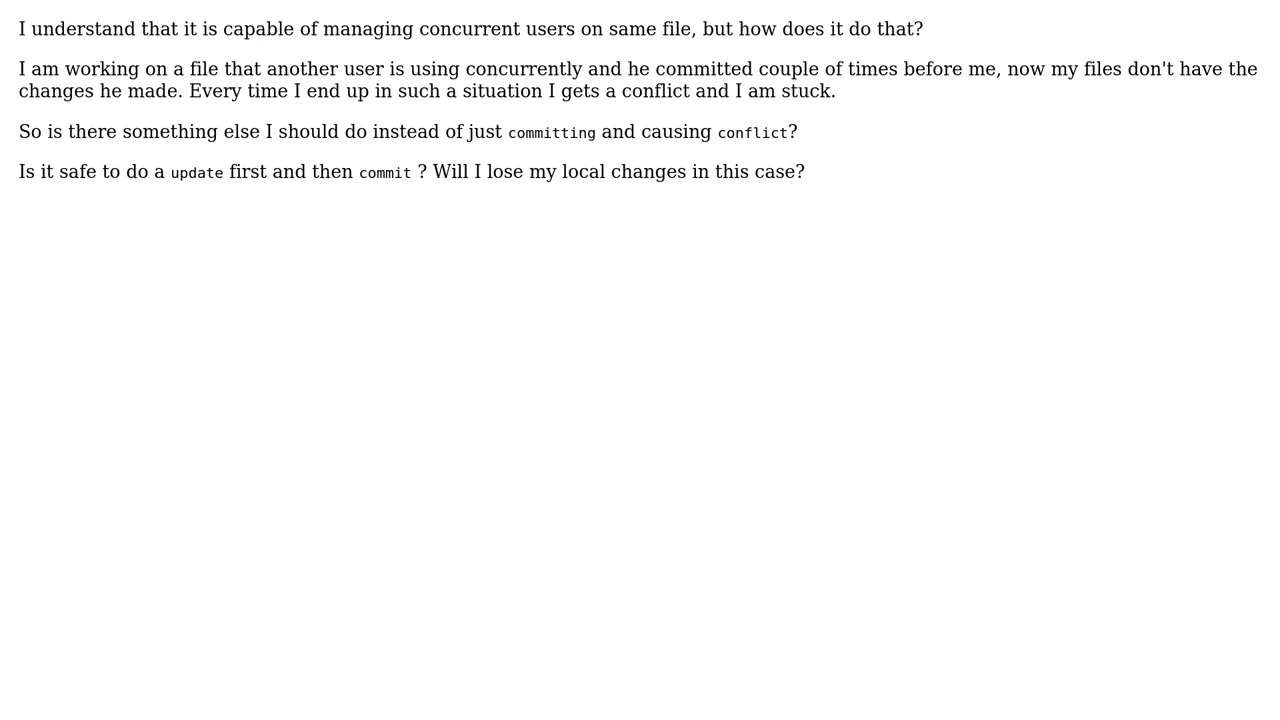 I understand that it is capable of managing concurrent users on same file, but how does it do that?
I am working on a file that another user is using concurrently and he committed couple of times before me, now my files don't have the
changes he made. Every time I end up in such a situation I gets a conflict and I am stuck.
So is there something else I should do instead of just committing and causing conflict?
Is it safe to do a update first and then commit ? Will I lose my local changes in this case?